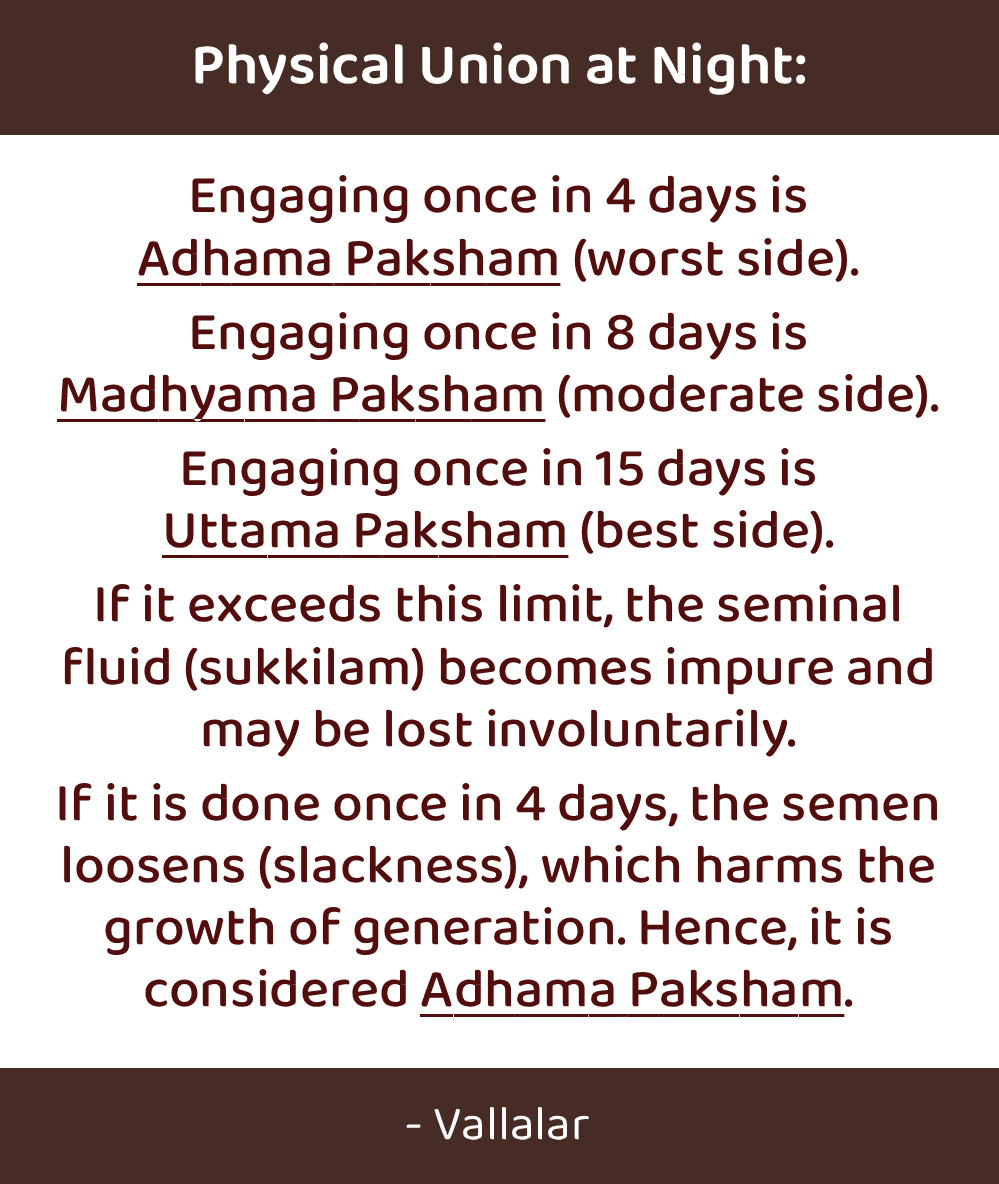 Physical Union at Night:
Engaging once in 4 days is
Adhama Paksham (worst side).
Engaging once in 8 days is
Madhyama Paksham (moderate side).
Engaging once in 15 days is
Uttama Paksham (best side).
If it exceeds this limit, the seminal
fluid (sukkilam) becomes impure and
may be lost involuntarily.
If it is done once in 4 days, the semen
loosens (slackness), which harms the
growth of generation. Hence, it is
considered Adhama Paksham.
- Vallalar